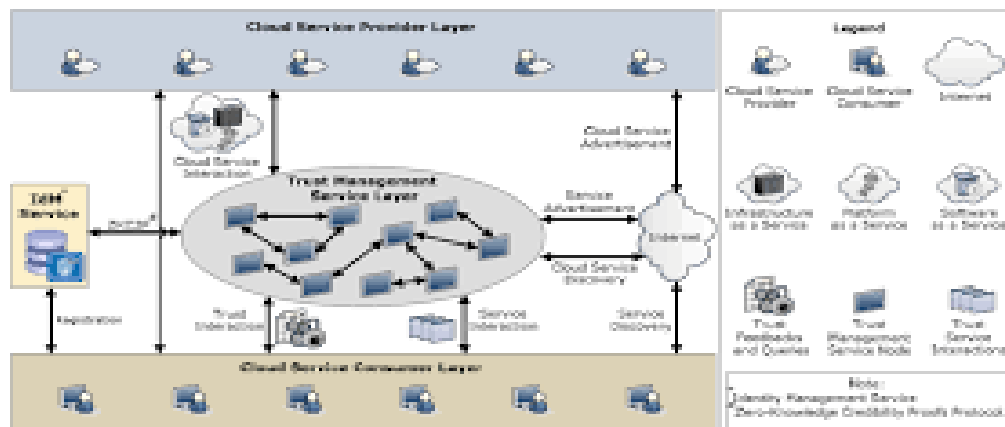 Cloud Service Provider Layer
Cloud Service
Interaction
Cloud Service
Advertisement
Trust Management
Service Layer
Service
Registration
Service
Advertisement
Internet
Cloud Service
Discovery
Trust
Interaction
Service
Interaction
Service
Discovery
Cloud Service Consumer Layer
Legend
Cloud Service
Provider
Cloud Service
Consumer
Internet
Infrastructure
as a Service
Platform
as a Service
Software
as a Service
Trust
Feedbacks
and Queries
Trust
Management
Service Node
Trust
Service
Interactions
Note:
Identity Management Service
Zero-Knowledge Credibility Proofs Protocol